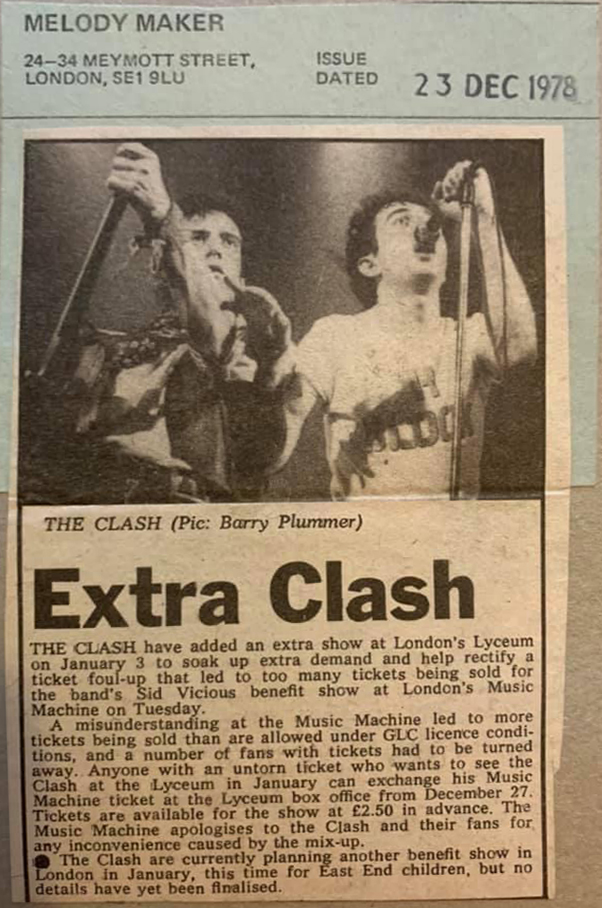 MELODY MAKER
24–34 MEYMOTT STREET,
LONDON, SE1 9LU
ISSUE
DATED
23 DEC 1978
THE CLASH (Pic: Barry Plummer)
Extra Clash
THE CLASH have added an extra show at London's Lyceum
on January 3 to soak up extra demand and help rectify a
ticket foul-up that led to too many tickets being sold for
the band's Sid Vicious benefit show at London's Music
Machine on Tuesday.
A misunderstanding at the Music Machine led to more
tickets being sold than are allowed under GLC licence condi-
tions, and a number of fans with tickets had to be turned
away. Anyone with an untorn ticket who wants to see the
Clash at the Lyceum in January can exchange his Music
Machine ticket at the Lyceum box office from December 27.
Tickets are available for the show at £2.50 in advance. The
Music Machine apologises to the Clash and their fans for
any inconvenience caused by the mix-up.
● The Clash are currently planning another benefit show in
London in January, this time for East End children, but no
details have yet been finalised.